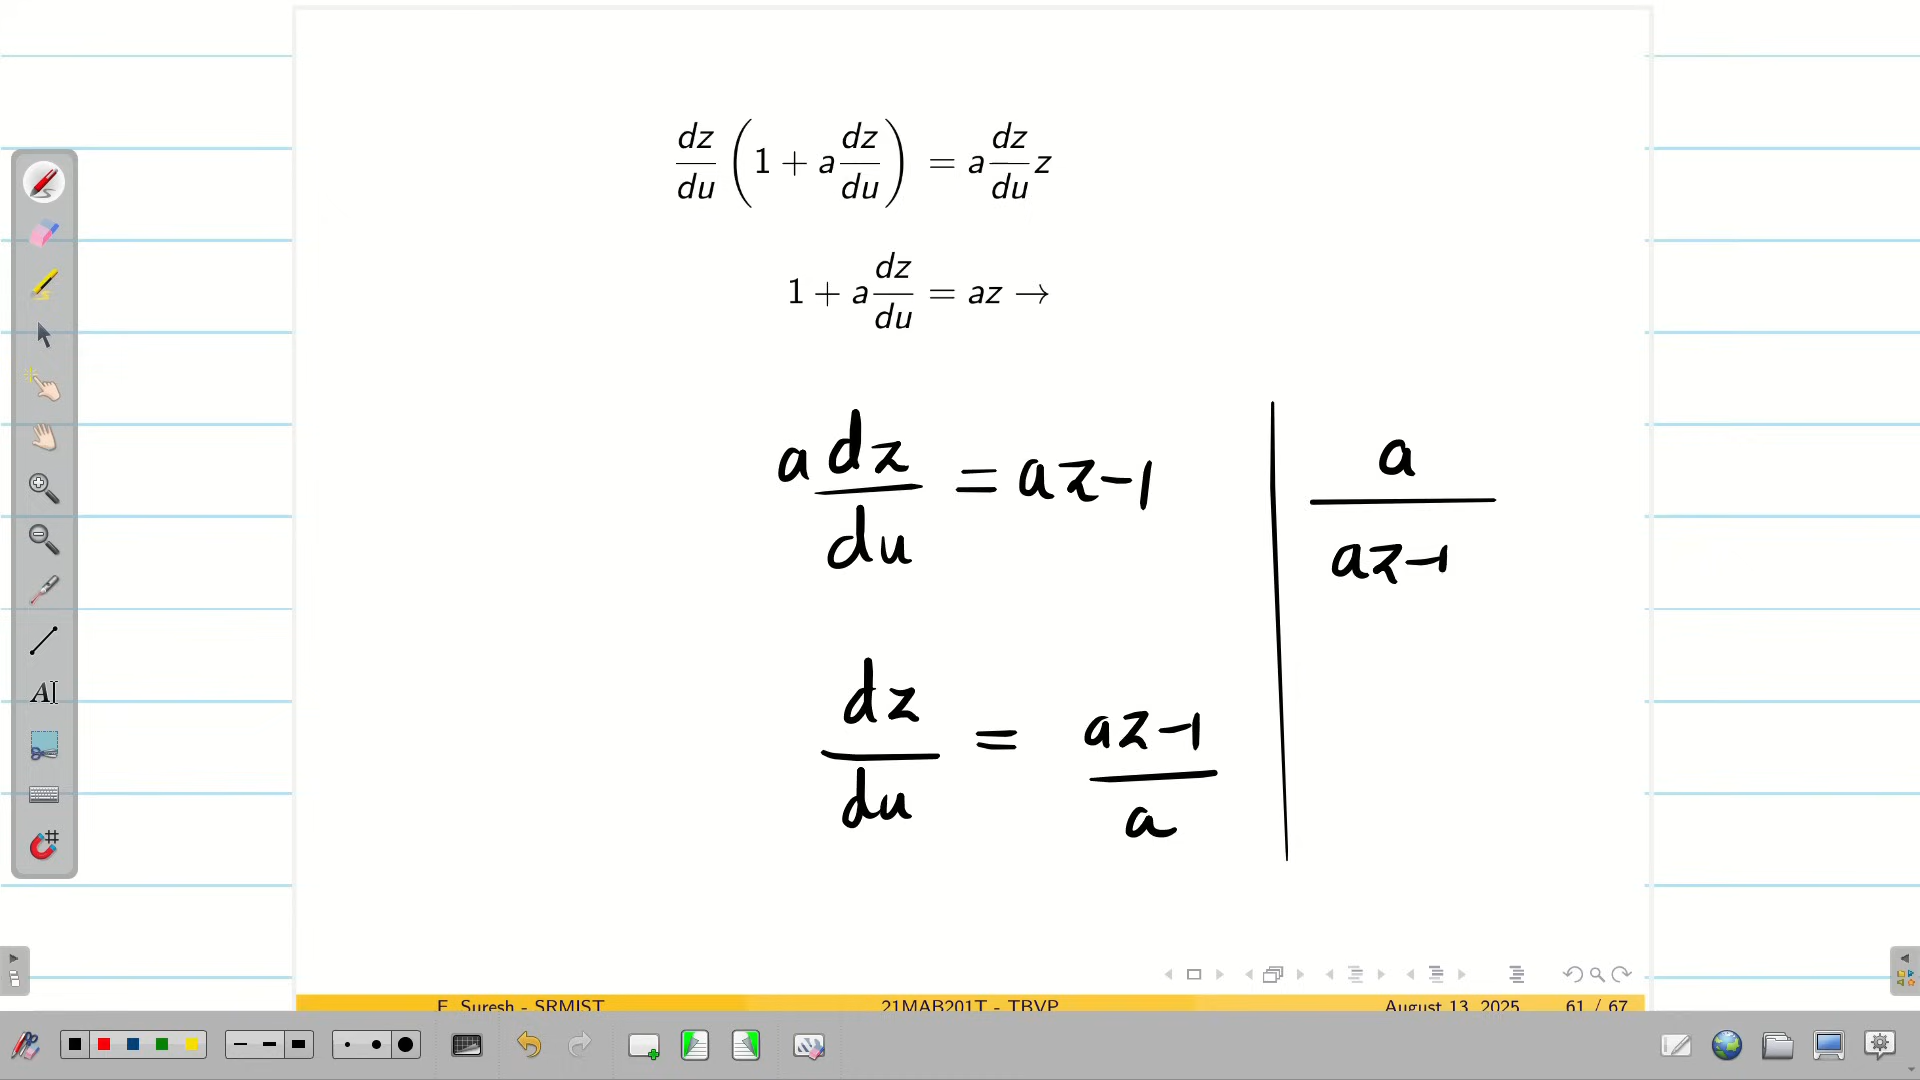 dz/du (1 + a dz/du) = a dz/du z
1 + a dz/du = az →
a dz/du = az-1
a/az-1
dz/du = az-1/a
E. Suresh - SRMIST 21MAB201T - TBVP August 13, 2025 61 / 67